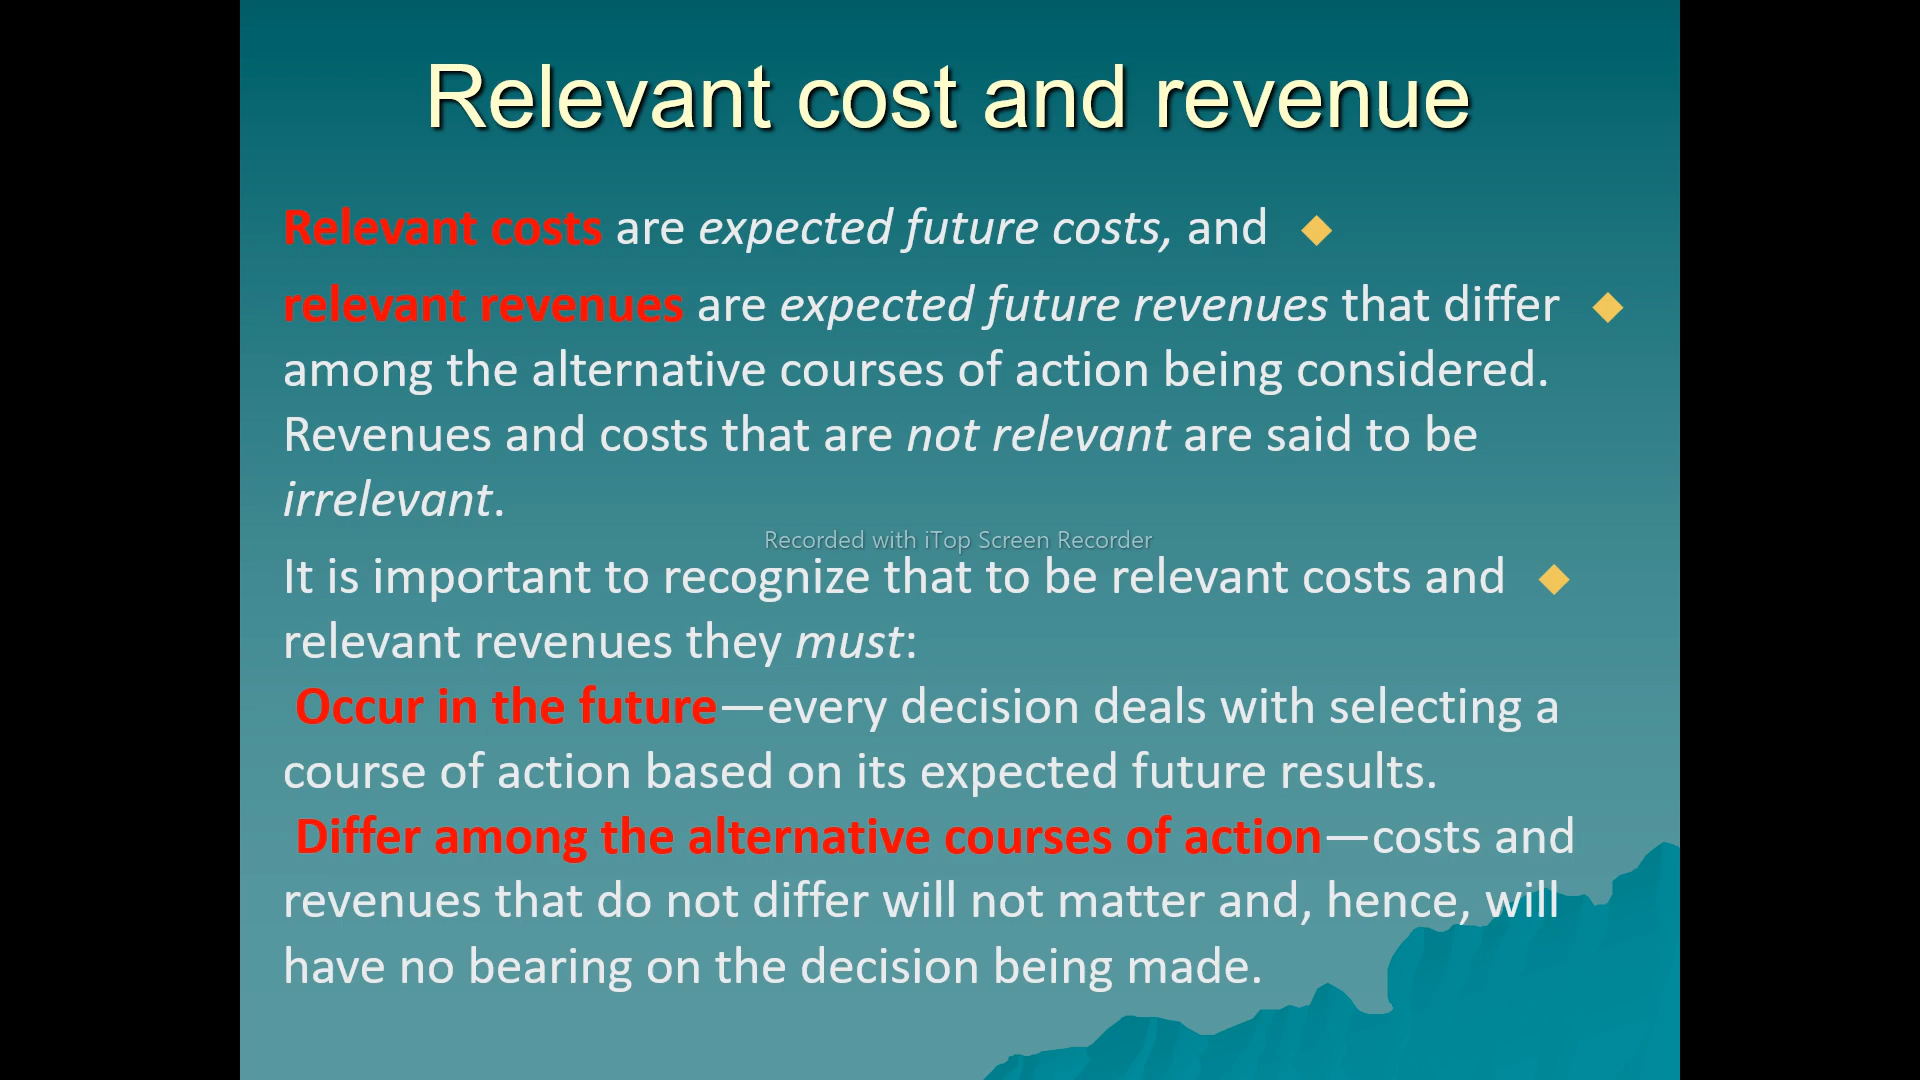 Relevant cost and revenue
Relevant costs are expected future costs, and
relevant revenues are expected future revenues that differ
among the alternative courses of action being considered.
Revenues and costs that are not relevant are said to be
irrelevant.
Recorded with iTop Screen Recorder
It is important to recognize that to be relevant costs and
relevant revenues they must:
Occur in the future—every decision deals with selecting a
course of action based on its expected future results.
Differ among the alternative courses of action—costs and
revenues that do not differ will not matter and, hence, will
have no bearing on the decision being made.